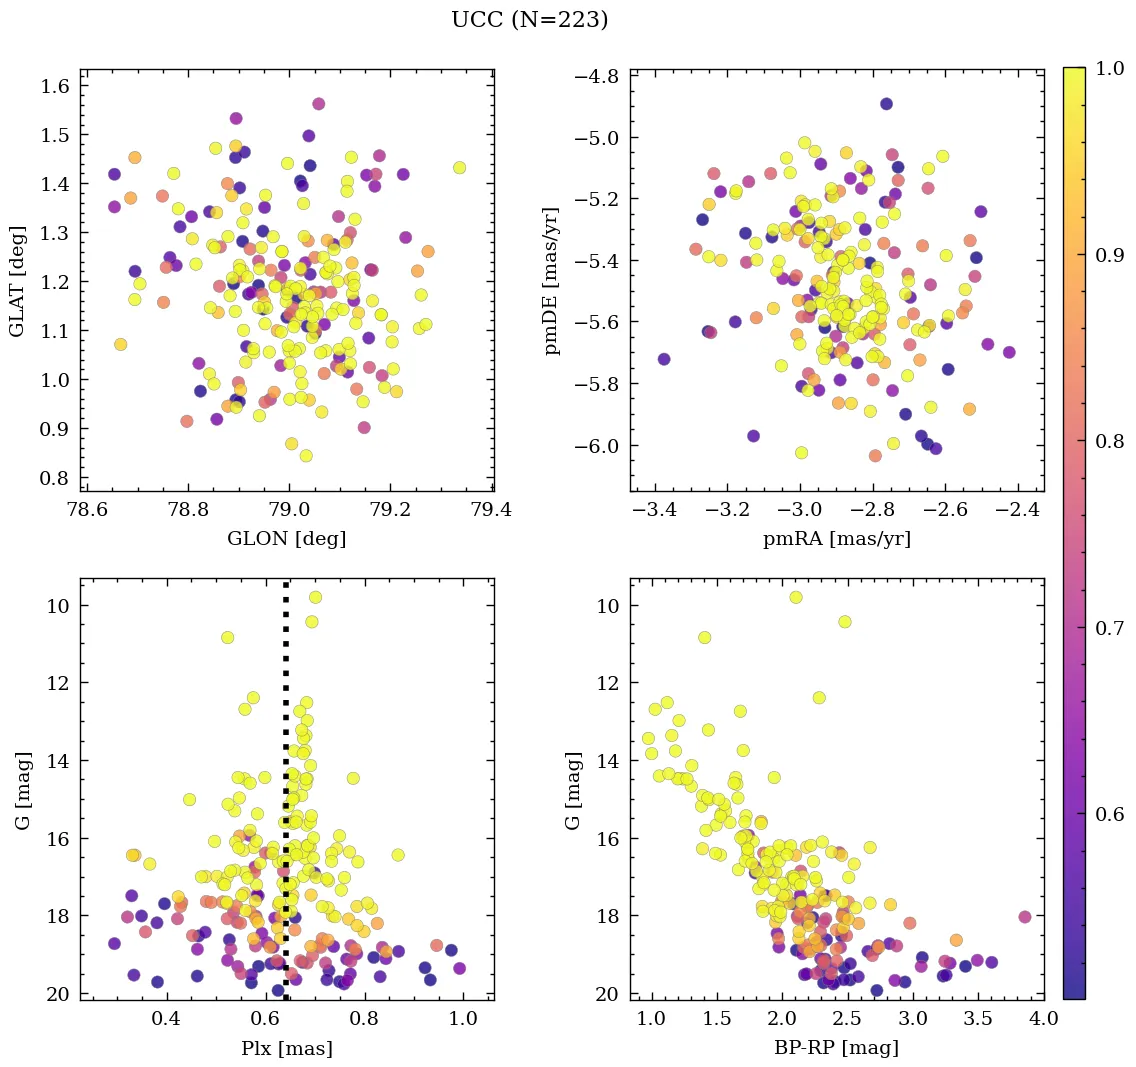 UCC (N=223)
1.6
1.5
1.4
1.3
1.2
1.1
1.0
0.9
0.8
GLAT [deg]
78.6 78.8 79.0 79.2 79.4
GLON [deg]
−4.8
−5.0
−5.2
−5.4
−5.6
−5.8
−6.0
pmDE [mas/yr]
−3.4 −3.2 −3.0 −2.8 −2.6 −2.4
pmRA [mas/yr]
10
12
14
16
18
20
G [mag]
0.4 0.6 0.8 1.0
Plx [mas]
10
12
14
16
18
20
G [mag]
1.0 1.5 2.0 2.5 3.0 3.5 4.0
BP-RP [mag]
1.0
0.9
0.8
0.7
0.6